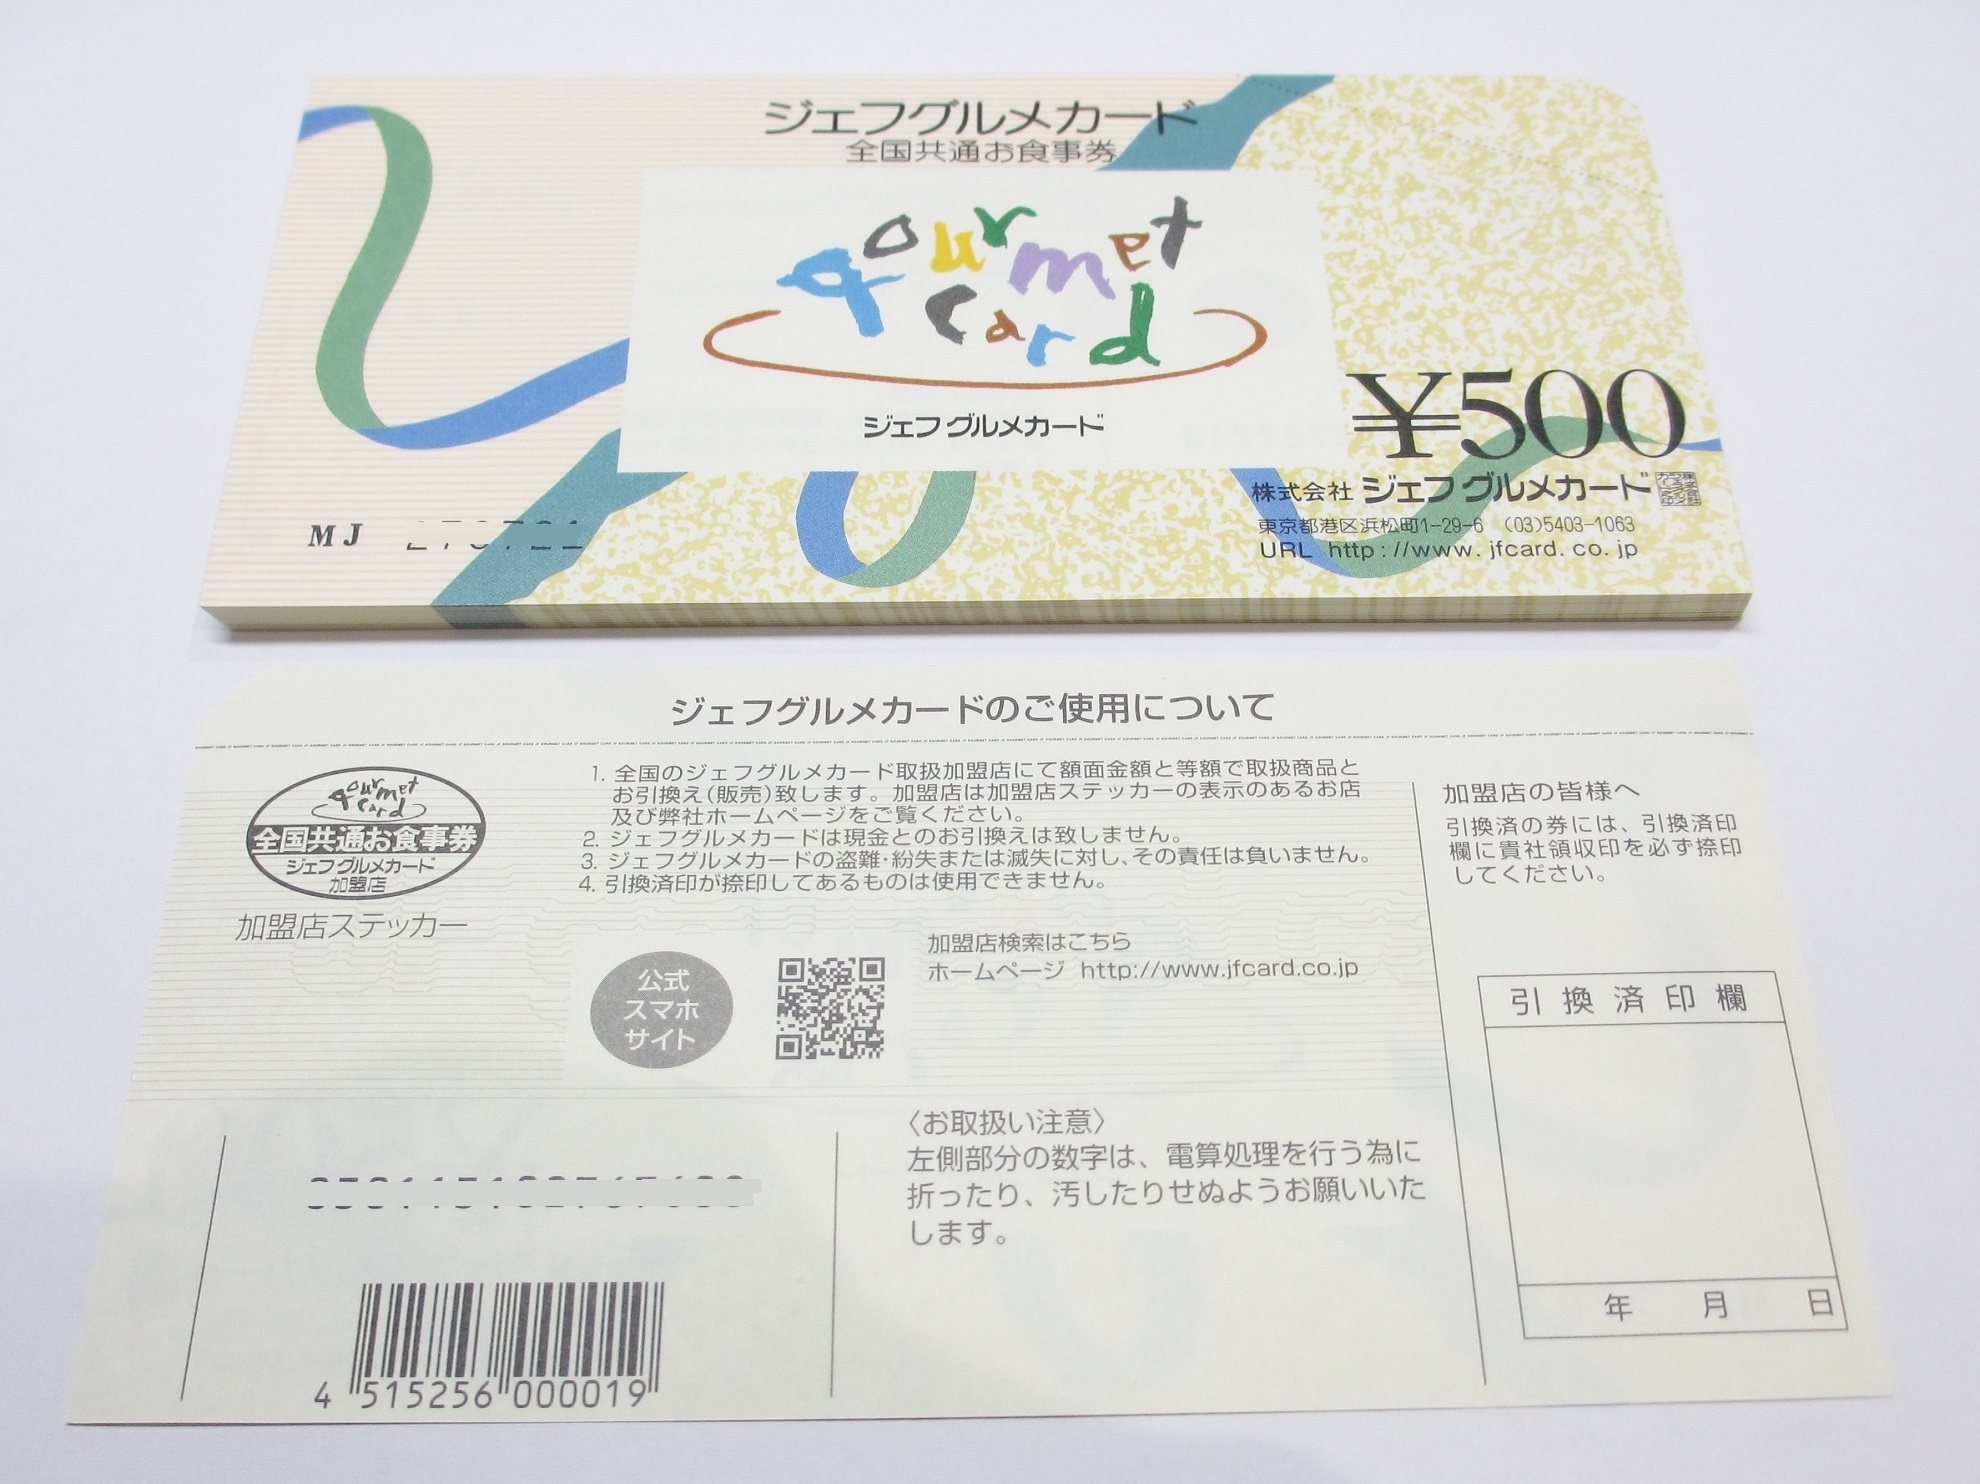 ジェフグルメカード
全国共通お食事券
gourmet
card
ジェフグルメカード
¥500
株式会社 ジェフグルメカード
東京都港区浜松町1-29-6 (03)5403-1063
URL http://www.jfcard.co.jp
MJ
ジェフグルメカードのご使用について
gourmet
card
全国共通お食事券
ジェフグルメカード
加盟店
加盟店ステッカー
1. 全国のジェフグルメカード取扱加盟店にて額面金額と等額で取扱商品と
お引換え(販売)致します。加盟店は加盟店ステッカーの表示のあるお店
及び弊社ホームページをご覧ください。
2. ジェフグルメカードは現金とのお引換えは致しません。
3. ジェフグルメカードの盗難・紛失または滅失に対し、その責任は負いません。
4. 引換済印が捺印してあるものは使用できません。
公式
スマホ
サイト
加盟店検索はこちら
ホームページ http://www.jfcard.co.jp
加盟店の皆様へ
引換済の券には、引換済印
欄に貴社領収印を必ず捺印
してください。
引換済印欄
年 月 日
〈お取扱い注意〉
左側部分の数字は、電算処理を行う為に
折ったり、汚したりせぬようお願いいた
します。
4 515256 000019